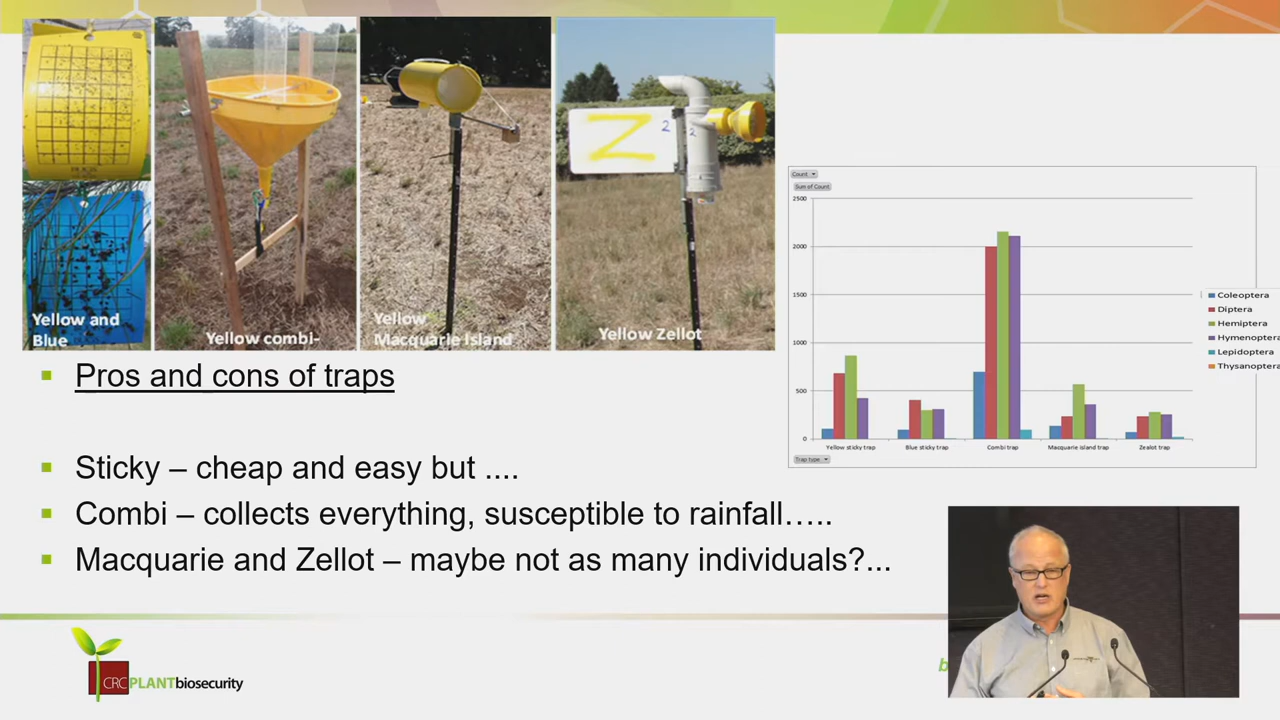 Yellow and
Blue
Yellow combi-
Yellow
Macquarie Island
Yellow Zellot
Z
2
2
Count
Sum of Count
2500
2000
1500
1000
500
0
Yellow sticky trap
Blue sticky trap
Combi trap
Macquarie island trap
Zealot trap
Trap type
Coleoptera
Diptera
Hemiptera
Hymenoptera
Lepidoptera
Thysanoptera
Pros and cons of traps
Sticky – cheap and easy but ....
Combi – collects everything, susceptible to rainfall…..
Macquarie and Zellot – maybe not as many individuals?...
CRCPLANTbiosecurity
b